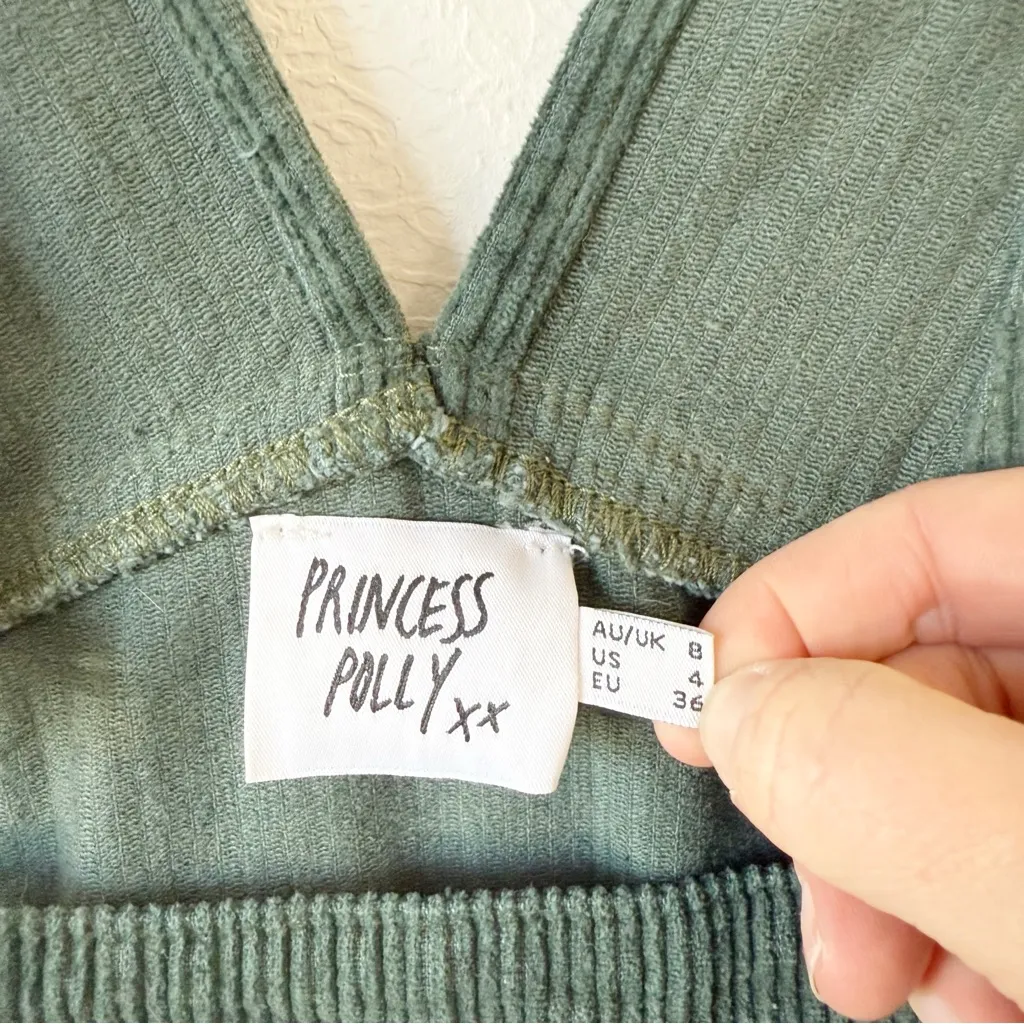 PRINCESS
POLLY xx
AU/UK 8
US 4
EU 36